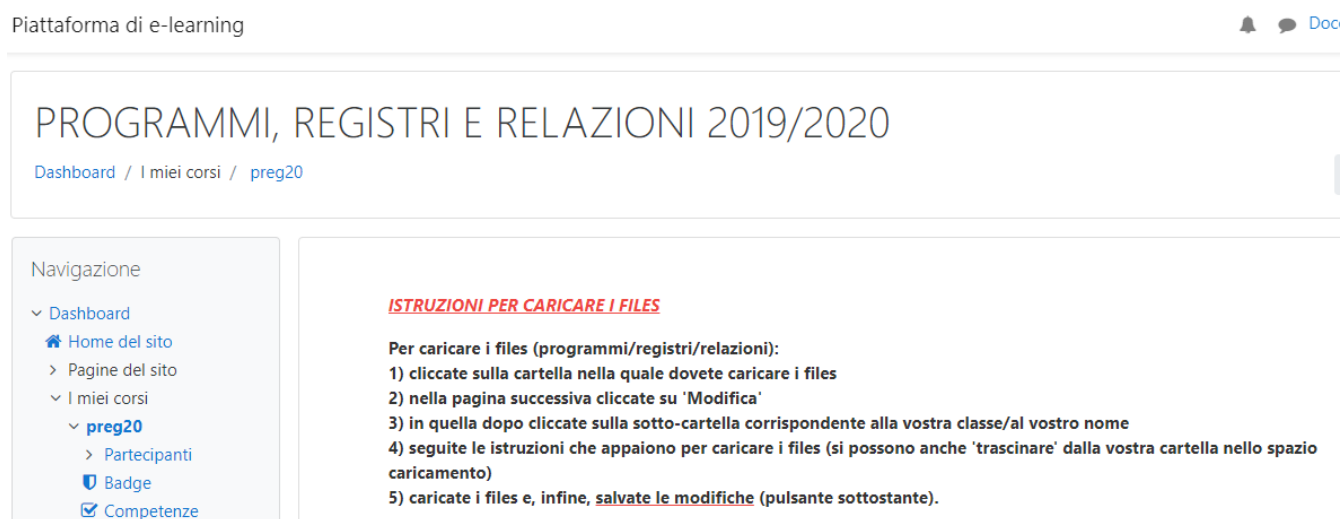 Piattaforma di e-learning
PROGRAMMI, REGISTRI E RELAZIONI 2019/2020
Dashboard / I miei corsi / preg20
Navigazione
Dashboard
Home del sito
Pagine del sito
I miei corsi
preg20
Partecipanti
Badge
Competenze
ISTRUZIONI PER CARICARE I FILES
Per caricare i files (programmi/registri/relazioni):
1) cliccate sulla cartella nella quale dovete caricare i files
2) nella pagina successiva cliccate su 'Modifica'
3) in quella dopo cliccate sulla sotto-cartella corrispondente alla vostra classe/al vostro nome
4) seguite le istruzioni che appaiono per caricare i files (si possono anche 'trascinare' dalla vostra cartella nello spazio
caricamento)
5) caricate i files e, infine, salvate le modifiche (pulsante sottostante).